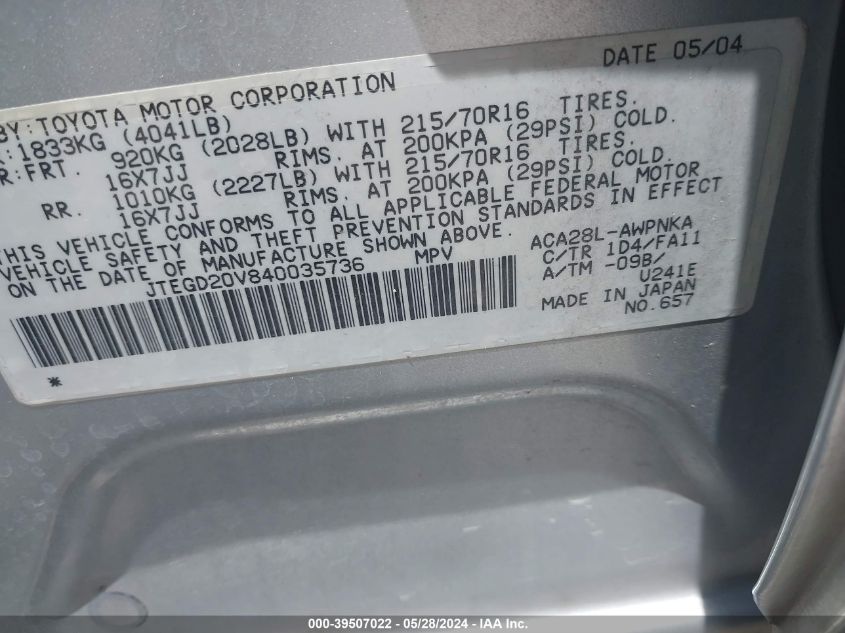 DATE 05/04
BY:TOYOTA MOTOR CORPORATION
:1833KG (4041LB)
R:FRT. 920KG (2028LB) WITH 215/70R16 TIRES.
16X7JJ RIMS. AT 200KPA (29PSI) COLD.
RR. 1010KG (2227LB) WITH 215/70R16 TIRES.
16X7JJ RIMS. AT 200KPA (29PSI) COLD.
THIS VEHICLE CONFORMS TO ALL APPLICABLE FEDERAL MOTOR
VEHICLE SAFETY AND THEFT PREVENTION STANDARDS IN EFFECT
ON THE DATE OF MANUFACTURE SHOWN ABOVE.
JTEGD20V840035736 MPV
ACA28L-AWPNKA
C/TR 1D4/FA11
A/TM -09B/
U241E
MADE IN JAPAN
NO.657
*
000-39507022 - 05/28/2024 - IAA Inc.